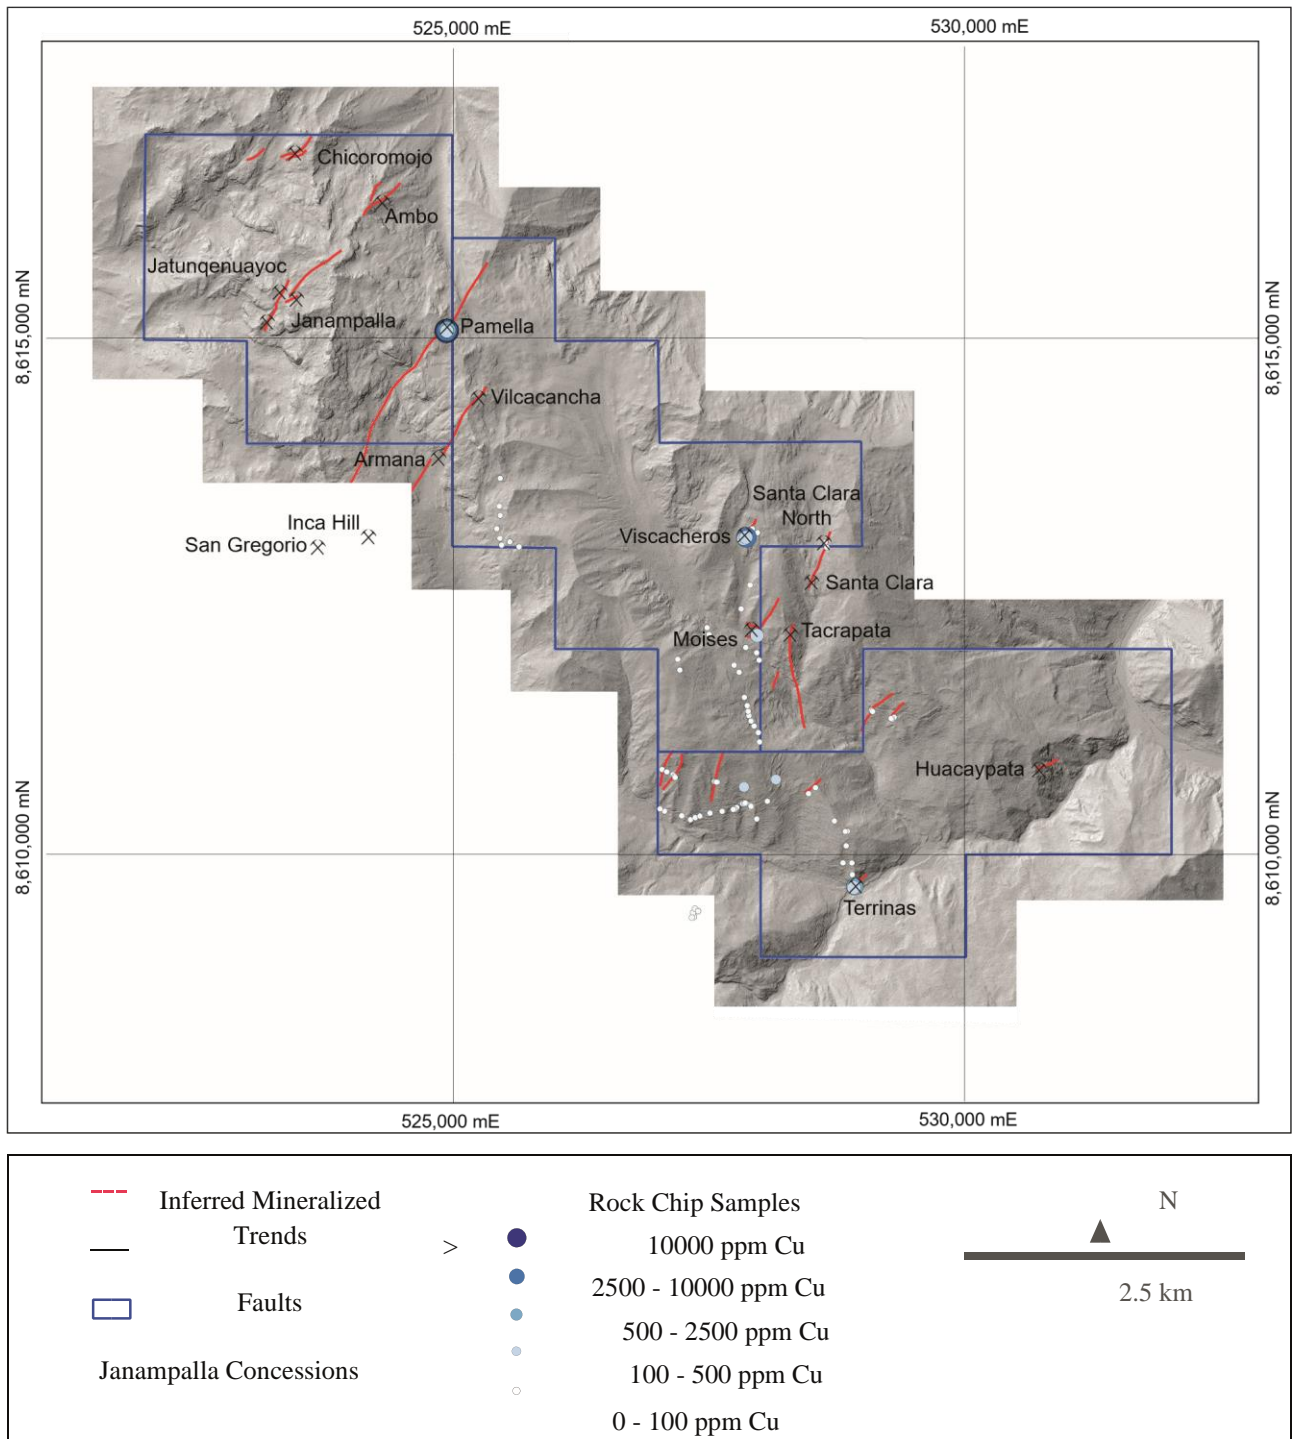 525,000 mE
530,000 mE
Chicoromojo
Ambo
Jatunqenuayoc
Janampalla
Pamella
8,615,000 mN
8,615,000 mN
Vilcacancha
Armana
Santa Clara
North
Inca Hill
San Gregorio
Viscacheros
Santa Clara
Moises
Tacrapata
Huacaypata
8,610,000 mN
8,610,000 mN
Terrinas
525,000 mE
530,000 mE
Inferred Mineralized
Trends
Faults
Janampalla Concessions
>
Rock Chip Samples
10000 ppm Cu
2500 - 10000 ppm Cu
500 - 2500 ppm Cu
100 - 500 ppm Cu
0 - 100 ppm Cu
N
2.5 km